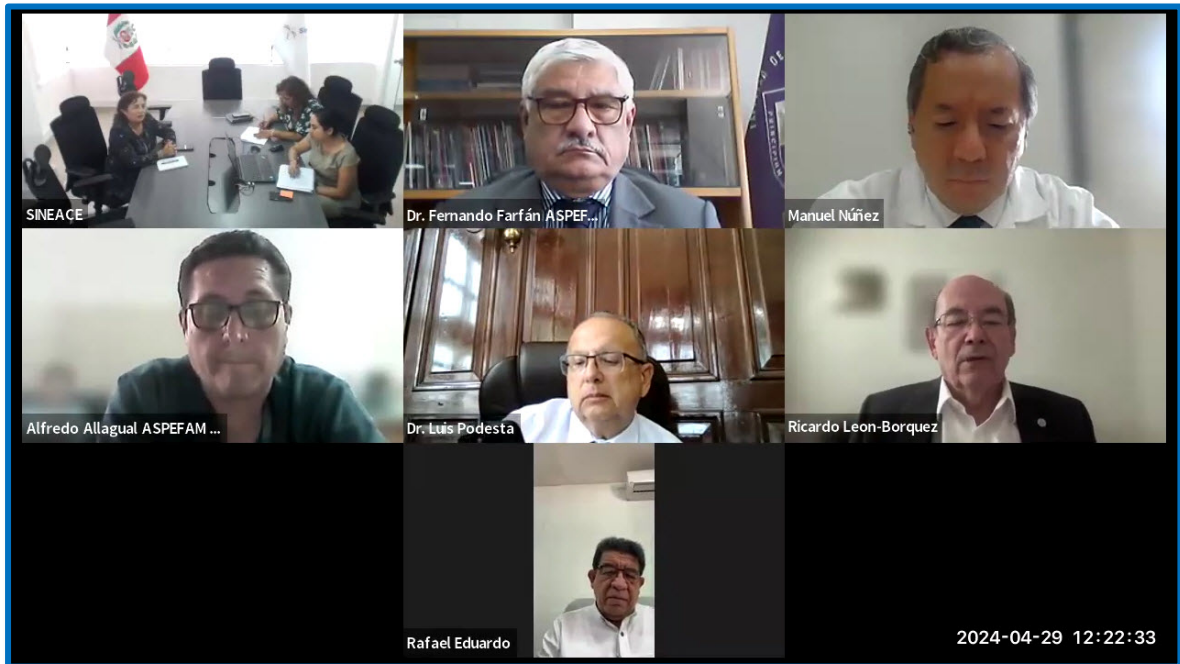 SINEACE
Dr. Fernando Farfán ASPEF...
Manuel Núñez
Alfredo Allagual ASPEFAM ...
Dr. Luis Podesta
Ricardo Leon-Borquez
Rafael Eduardo
2024-04-29 12:22:33